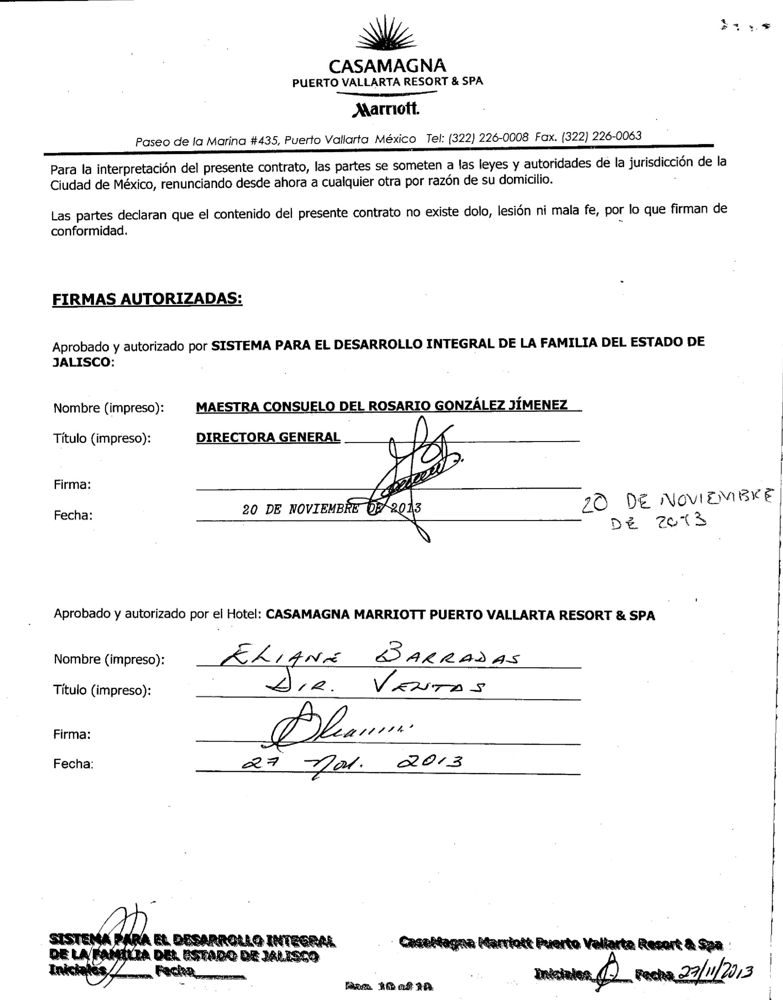 CASAMAGNA
PUERTO VALLARTA RESORT & SPA
Marriott.
Paseo de la Marina #435, Puerto Vallarta México Tel: (322) 226-0008 Fax. (322) 226-0063
Para la interpretación del presente contrato, las partes se someten a las leyes y autoridades de la jurisdicción de la
Ciudad de México, renunciando desde ahora a cualquier otra por razón de su domicilio.
Las partes declaran que el contenido del presente contrato no existe dolo, lesión ni mala fe, por lo que firman de
conformidad.
FIRMAS AUTORIZADAS:
Aprobado y autorizado por SISTEMA PARA EL DESARROLLO INTEGRAL DE LA FAMILIA DEL ESTADO DE
JALISCO:
Nombre (impreso): MAESTRA CONSUELO DEL ROSARIO GONZÁLEZ JÍMENEZ
Título (impreso): DIRECTORA GENERAL
Firma:
Fecha: 20 DE NOVIEMBRE DE 2013
20 DE NOVIEMBRE
DE 2013
Aprobado y autorizado por el Hotel: CASAMAGNA MARRIOTT PUERTO VALLARTA RESORT & SPA
Nombre (impreso): ELIANE BARRADAS
Título (impreso): DIR. VENTAS
Firma:
Fecha: 27 Nov. 2013
SISTEMA PARA EL DESARROLLO INTEGRAL
DE LA FAMILIA DEL ESTADO DE JALISCO
Iniciales Fecha
CasaMagna Marriott Puerto Vallarta Resort & Spa
Iniciales Fecha 27/11/2013
10 of 10